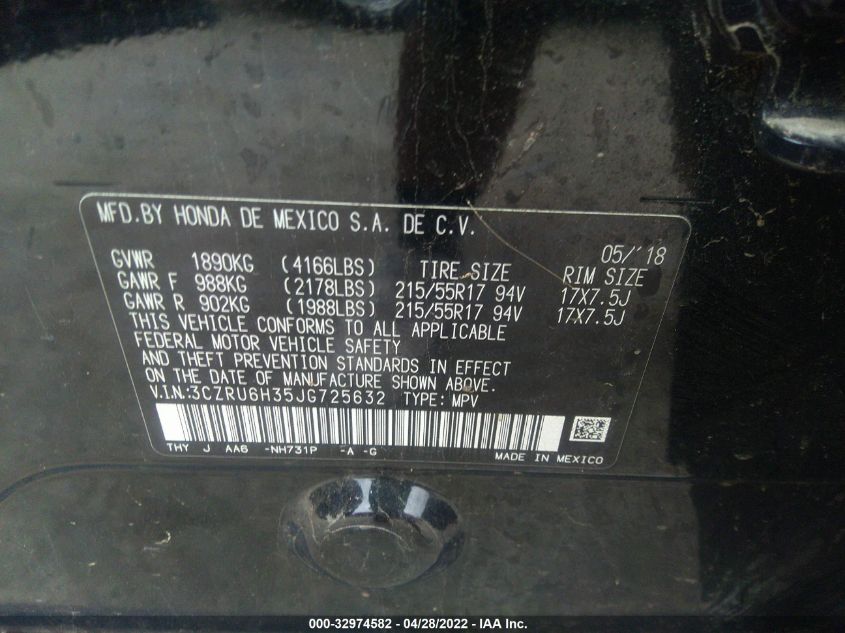 MFD.BY HONDA DE MEXICO S.A. DE C.V.
05/'18
GVWR 1890KG (4166LBS) TIRE SIZE RIM SIZE
GAWR F 988KG (2178LBS) 215/55R17 94V 17X7.5J
GAWR R 902KG (1988LBS) 215/55R17 94V 17X7.5J
THIS VEHICLE CONFORMS TO ALL APPLICABLE
FEDERAL MOTOR VEHICLE SAFETY
AND THEFT PREVENTION STANDARDS IN EFFECT
ON THE DATE OF MANUFACTURE SHOWN ABOVE.
V.I.N:3CZRU6H35JG725632 TYPE: MPV
THY J AA6 -NH731P -A -G
MADE IN MEXICO
000-32974582 - 04/28/2022 - IAA Inc.